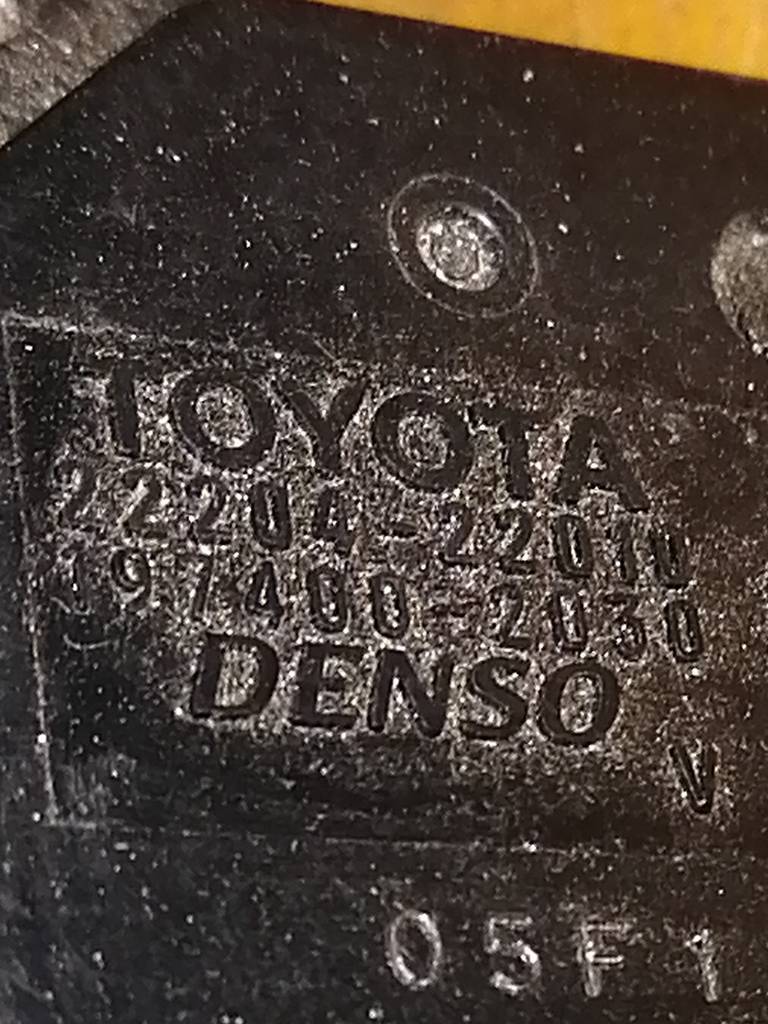 TOYOTA
22204-22010
197400-2030
DENSO
V
05F1